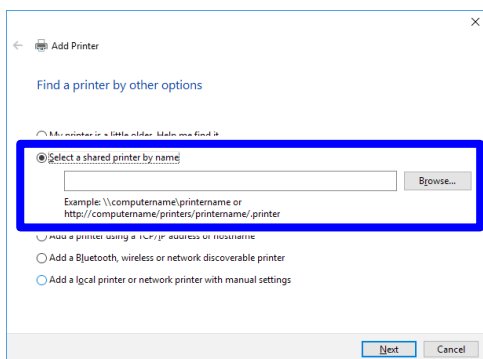 Add Printer
Find a printer by other options
My printer is a little older. Help me find it.
Select a shared printer by name
Browse...
Example: \\computername\printername or
http://computername/printers/printername/.printer
Add a printer using a TCP/IP address or hostname
Add a Bluetooth, wireless or network discoverable printer
Add a local printer or network printer with manual settings
Next Cancel